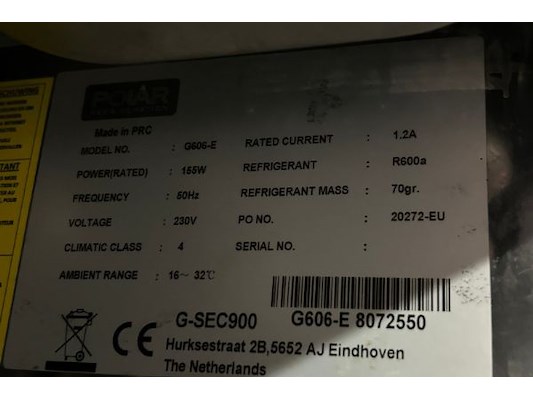 POLAR
Made in PRC
MODEL NO. : G606-E
POWER(RATED) : 165W
FREQUENCY : 50Hz
VOLTAGE : 230V
CLIMATIC CLASS : 4
AMBIENT RANGE : 16~ 32℃
RATED CURRENT : 1.2A
REFRIGERANT : R600a
REFRIGERANT MASS : 70gr.
PO NO. : 20272-EU
SERIAL NO. :
G-SEC900 G606-E 8072550
Hurksestraat 2B,5652 AJ Eindhoven
The Netherlands